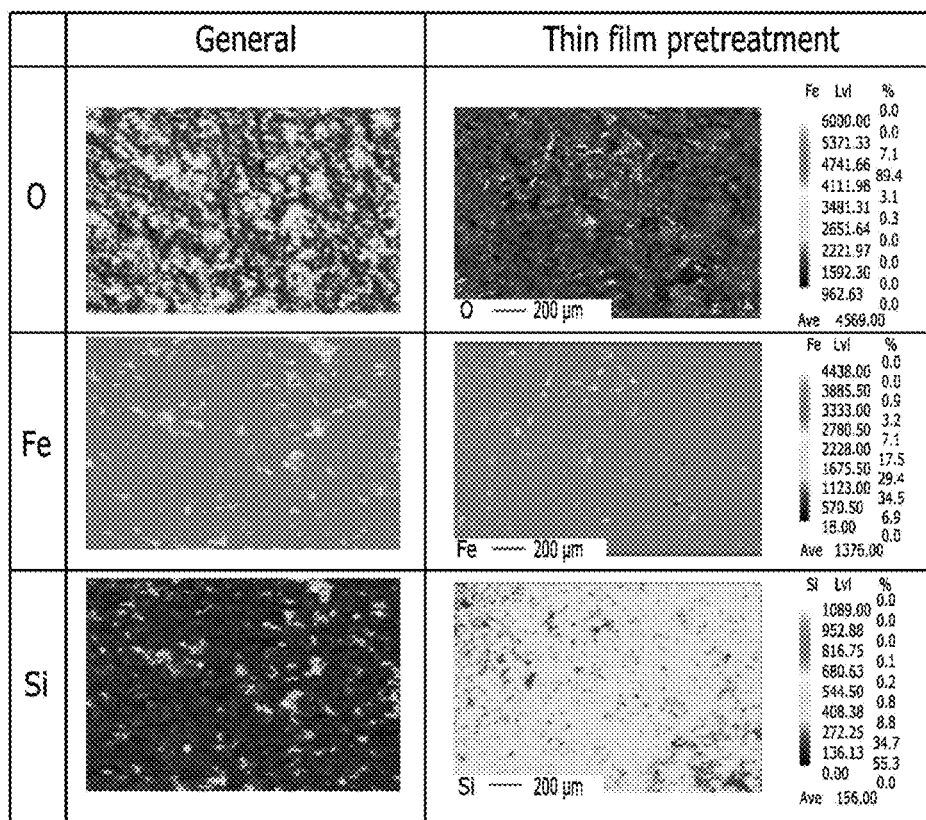 General
Thin film pretreatment
O
Fe Lvl %
6000.00 0.0
5371.33 0.0
4741.66 7.1
4111.98 89.4
3481.31 3.1
2651.64 0.3
2221.97 0.0
1592.30 0.0
962.63 0.0
0.0
Ave 4569.00
O 200 µm
Fe
Fe Lvl %
4438.00 0.0
3885.50 0.0
3333.00 0.9
2780.50 3.2
2228.00 7.1
1675.50 17.5
1123.00 29.4
570.50 34.5
18.00 6.9
0.0
Ave 1376.00
Fe 200 µm
Si
Si Lvl %
1089.00 0.0
952.88 0.0
816.75 0.0
680.63 0.1
544.50 0.2
408.38 0.8
272.25 8.8
136.13 34.7
0.00 55.3
0.0
Ave 156.00
Si 200 µm